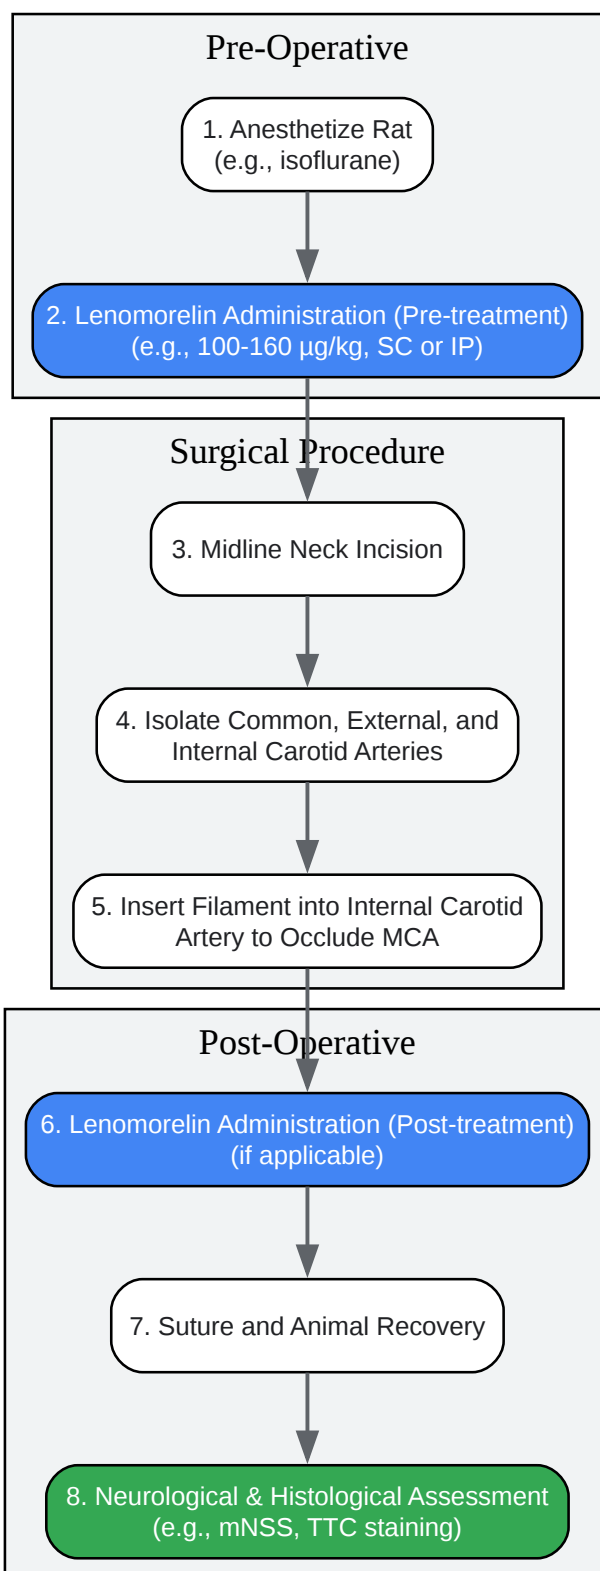 Pre-Operative
1. Anesthetize Rat
(e.g., isoflurane)
2. Lenomorelin Administration (Pre-treatment)
(e.g., 100-160 µg/kg, SC or IP)
Surgical Procedure
3. Midline Neck Incision
4. Isolate Common, External, and
Internal Carotid Arteries
5. Insert Filament into Internal Carotid
Artery to Occlude MCA
Post-Operative
6. Lenomorelin Administration (Post-treatment)
(if applicable)
7. Suture and Animal Recovery
8. Neurological & Histological Assessment
(e.g., mNSS, TTC staining)